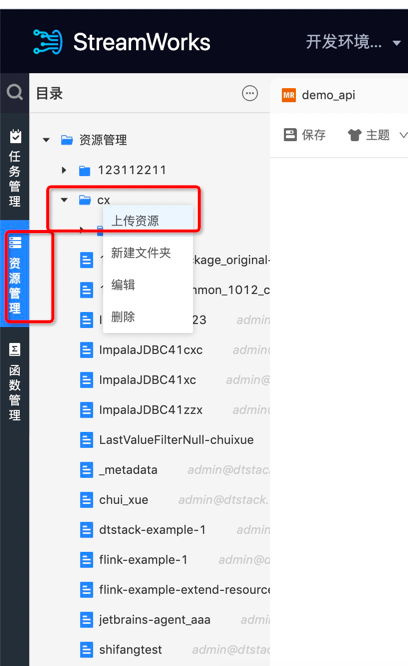 StreamWorks
开发环境...
目录
MR demo_api
保存
主题
任务管理
资源管理
函数管理
资源管理
123112211
cx
上传资源
新建文件夹
编辑
删除
ckage_original-
mmon_1012_c
23 admin
ImpalaJDBC41cxc admin
ImpalaJDBC41xc admin@
ImpalaJDBC41zzx admin
LastValueFilterNull-chuixue
_metadata admin@dtstack.
chui_xue admin@dtstack.
dtstack-example-1 admin
flink-example-1 admin@d
flink-example-extend-resource
jetbrains-agent_aaa admin
shifangtest admin@dtstack